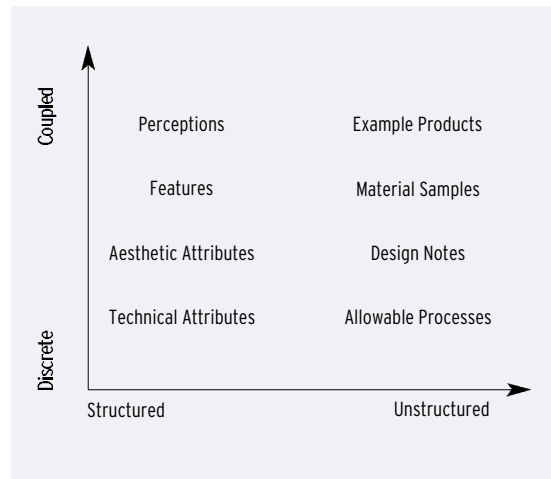 Coupled
Perceptions Example Products
Features Material Samples
Aesthetic Attributes Design Notes
Technical Attributes Allowable Processes
Discrete
Structured Unstructured